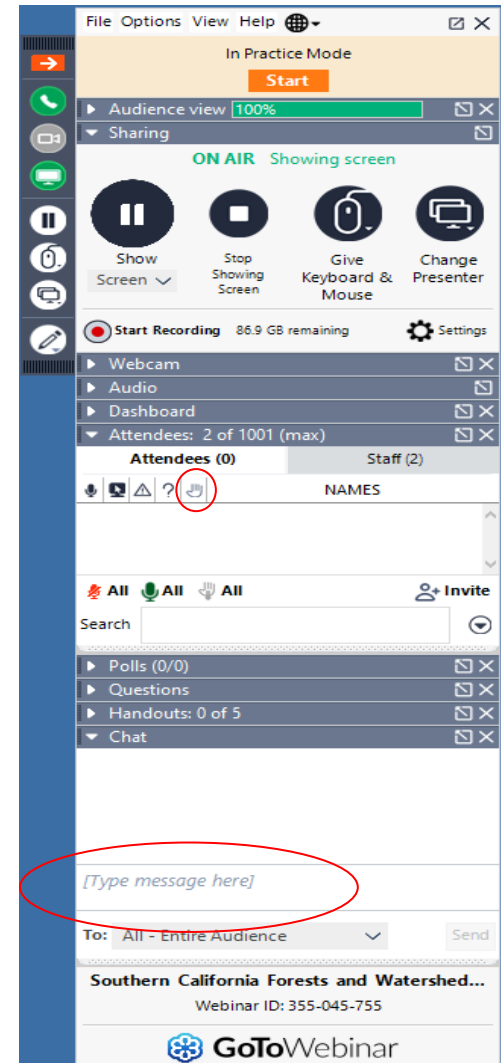 File Options View Help
In Practice Mode
Start
Audience view 100%
Sharing
ON AIR Showing screen
Show
Screen
Stop
Showing
Screen
Give
Keyboard &
Mouse
Change
Presenter
Start Recording 86.9 GB remaining Settings
Webcam
Audio
Dashboard
Attendees: 2 of 1001 (max)
Attendees (0) Staff (2)
? NAMES
All All All Invite
Search
Polls (0/0)
Questions
Handouts: 0 of 5
Chat
[Type message here]
To: All - Entire Audience Send
Southern California Forests and Watershed...
Webinar ID: 355-045-755
GoToWebinar